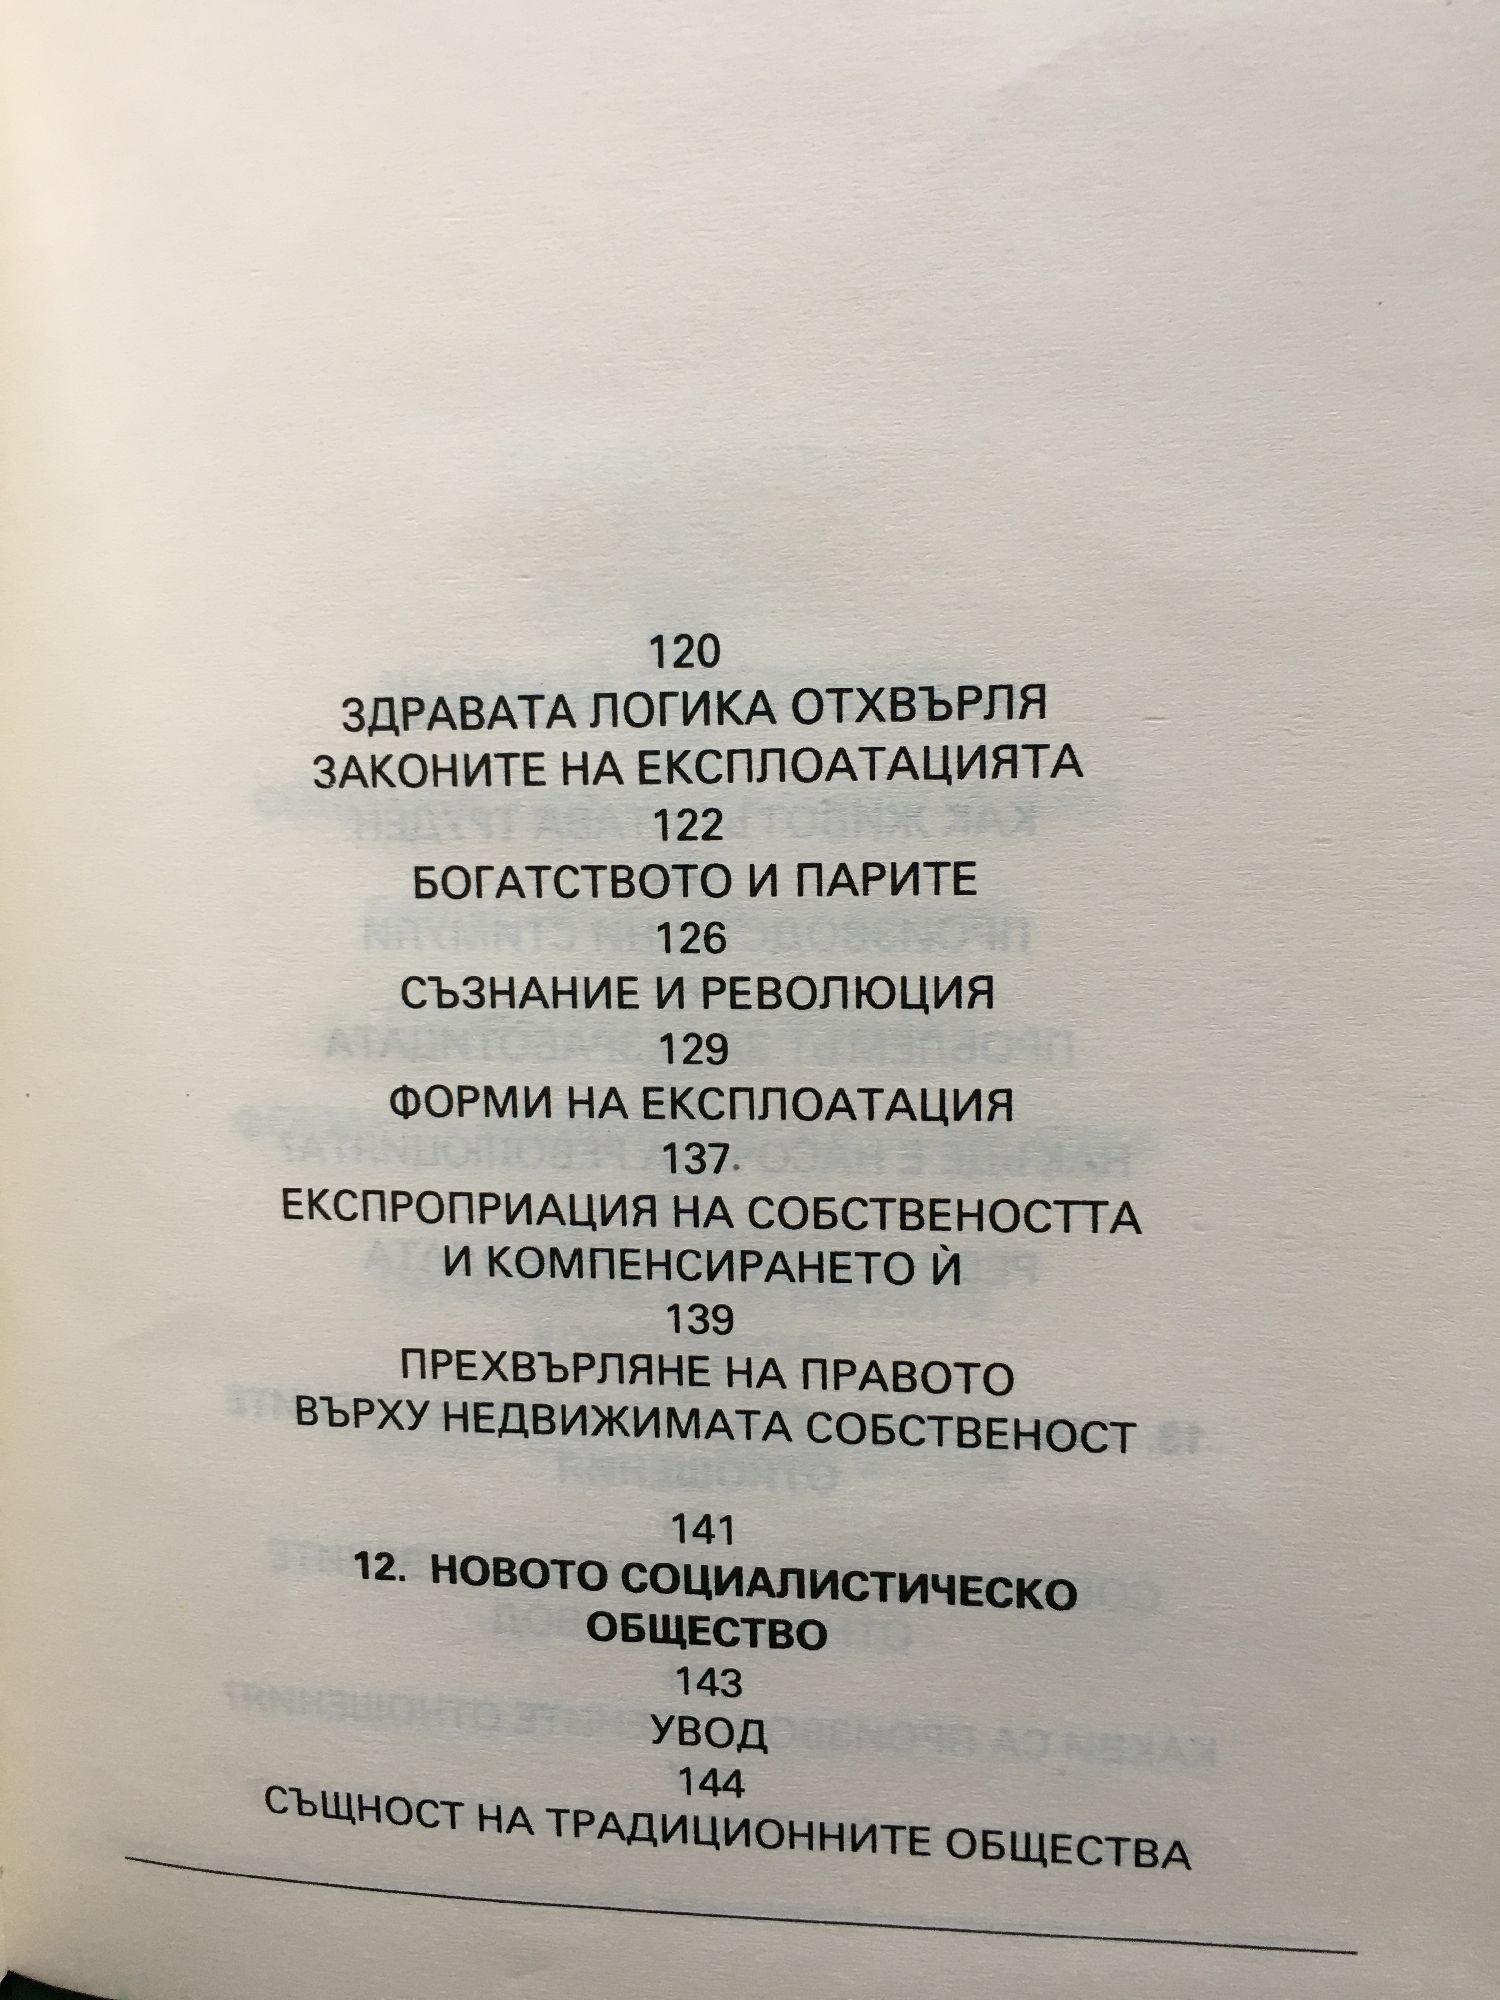 120
ЗДРАВАТА ЛОГИКА ОТХВЪРЛЯ
ЗАКОНИТЕ НА ЕКСПЛОАТАЦИЯТА
122
БОГАТСТВОТО И ПАРИТЕ
126
СЪЗНАНИЕ И РЕВОЛЮЦИЯ
129
ФОРМИ НА ЕКСПЛОАТАЦИЯ
137
ЕКСПРОПРИАЦИЯ НА СОБСТВЕНОСТТА
И КОМПЕНСИРАНЕТО Ѝ
139
ПРЕХВЪРЛЯНЕ НА ПРАВОТО
ВЪРХУ НЕДВИЖИМАТА СОБСТВЕНОСТ
141
12. НОВОТО СОЦИАЛИСТИЧЕСКО
ОБЩЕСТВО
143
УВОД
144
СЪЩНОСТ НА ТРАДИЦИОННИТЕ ОБЩЕСТВА